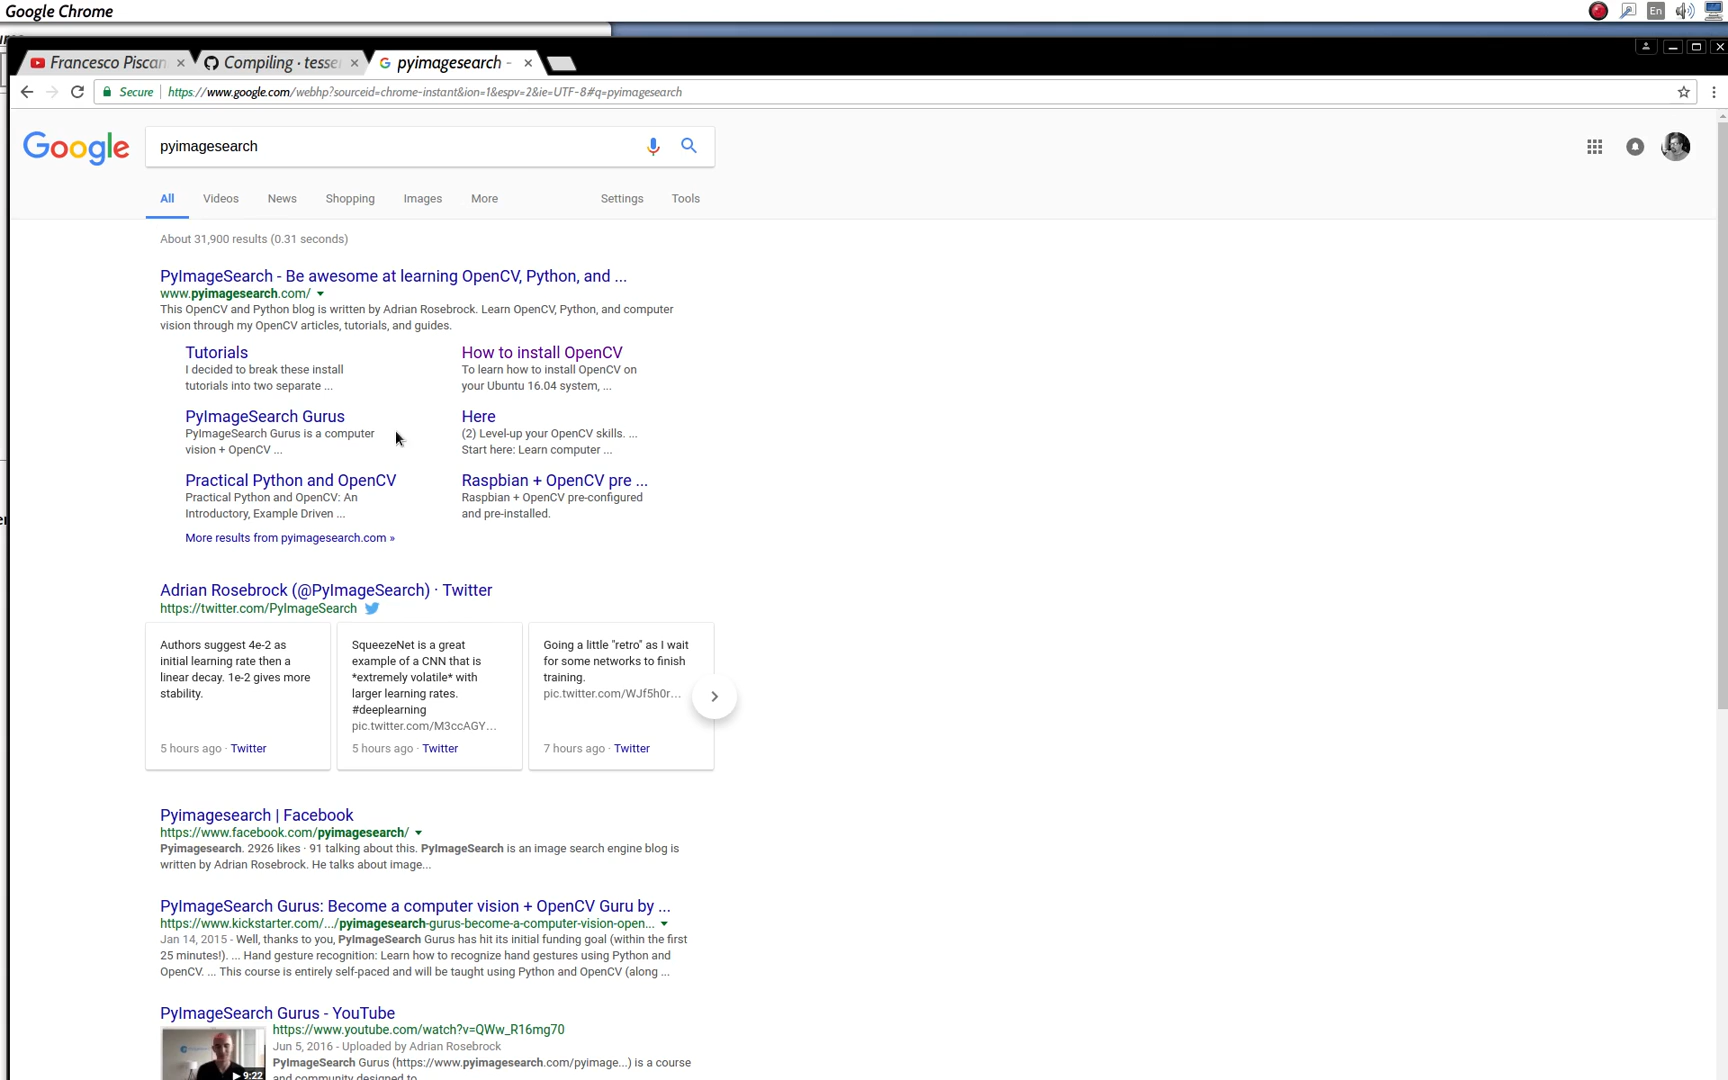 Google Chrome
En
Francesco Piscan
Compiling · tesse
pyimagesearch -
Secure
https://www.google.com/webhp?sourceid=chrome-instant&ion=1&espv=2&ie=UTF-8#q=pyimagesearch
Google
pyimagesearch
All Videos News Shopping Images More Settings Tools
About 31,900 results (0.31 seconds)
PyImageSearch - Be awesome at learning OpenCV, Python, and ...
www.pyimagesearch.com/
This OpenCV and Python blog is written by Adrian Rosebrock. Learn OpenCV, Python, and computer
vision through my OpenCV articles, tutorials, and guides.
Tutorials
I decided to break these install
tutorials into two separate ...
How to install OpenCV
To learn how to install OpenCV on
your Ubuntu 16.04 system, ...
PyImageSearch Gurus
PyImageSearch Gurus is a computer
vision + OpenCV ...
Here
(2) Level-up your OpenCV skills. ...
Start here: Learn computer ...
Practical Python and OpenCV
Practical Python and OpenCV: An
Introductory, Example Driven ...
Raspbian + OpenCV pre ...
Raspbian + OpenCV pre-configured
and pre-installed.
More results from pyimagesearch.com »
Adrian Rosebrock (@PyImageSearch) · Twitter
https://twitter.com/PyImageSearch
Authors suggest 4e-2 as
initial learning rate then a
linear decay. 1e-2 gives more
stability.
5 hours ago · Twitter
SqueezeNet is a great
example of a CNN that is
*extremely volatile* with
larger learning rates.
#deeplearning
pic.twitter.com/M3ccAGY...
5 hours ago · Twitter
Going a little "retro" as I wait
for some networks to finish
training.
pic.twitter.com/WJf5h0r...
7 hours ago · Twitter
Pyimagesearch | Facebook
https://www.facebook.com/pyimagesearch/
Pyimagesearch. 2926 likes · 91 talking about this. PyImageSearch is an image search engine blog is
written by Adrian Rosebrock. He talks about image...
PyImageSearch Gurus: Become a computer vision + OpenCV Guru by ...
https://www.kickstarter.com/.../pyimagesearch-gurus-become-a-computer-vision-open...
Jan 14, 2015 - Well, thanks to you, PyImageSearch Gurus has hit its initial funding goal (within the first
25 minutes!). ... Hand gesture recognition: Learn how to recognize hand gestures using Python and
OpenCV. ... This course is entirely self-paced and will be taught using Python and OpenCV (along ...
PyImageSearch Gurus - YouTube
https://www.youtube.com/watch?v=QWw_R16mg70
Jun 5, 2016 - Uploaded by Adrian Rosebrock
PyImageSearch Gurus (https://www.pyimagesearch.com/pyimage...) is a course
and community designed to
9:22